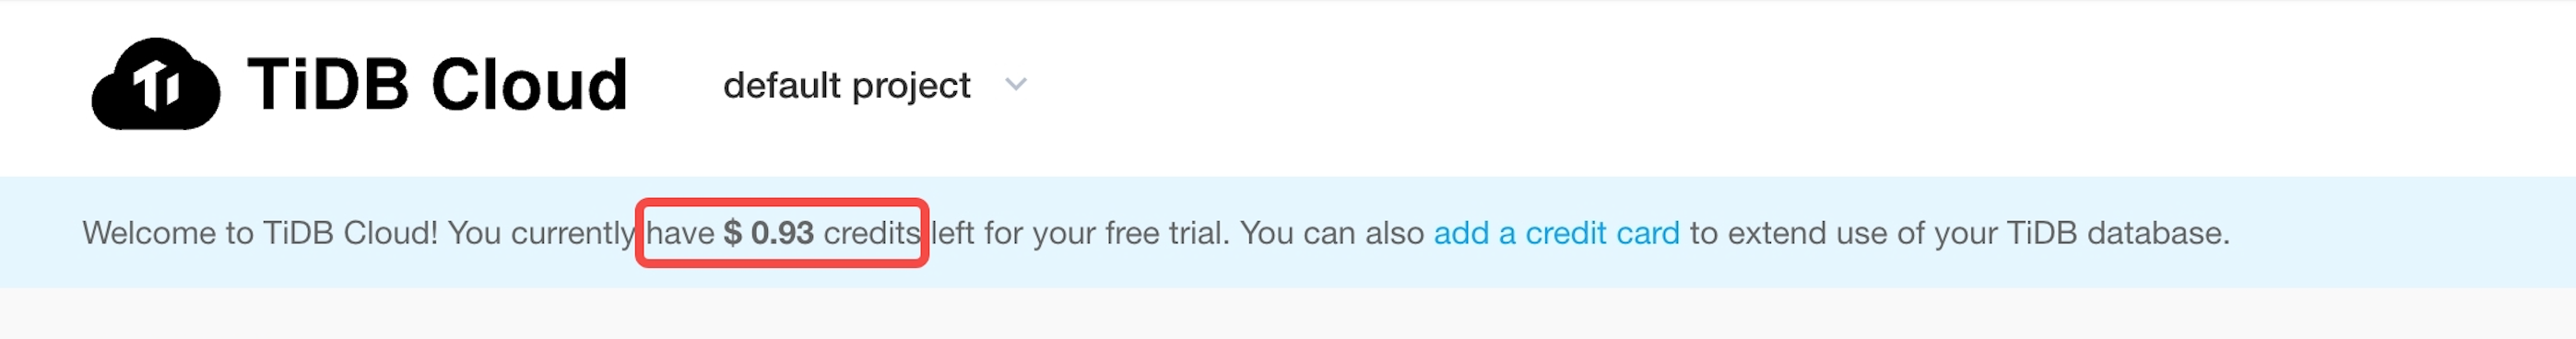 TiDB Cloud default project
Welcome to TiDB Cloud! You currently have $ 0.93 credits left for your free trial. You can also add a credit card to extend use of your TiDB database.